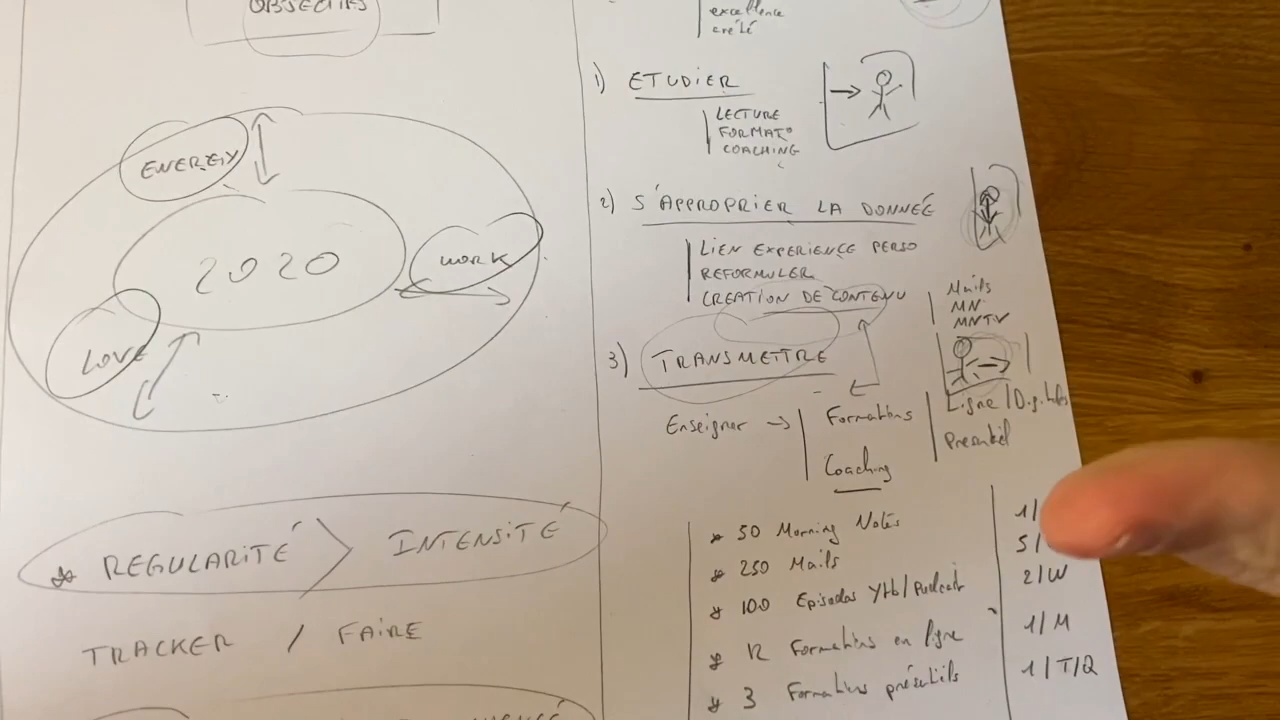 OBJECTIFS
ENERGY
2020
WORK
LOVE
* REGULARITÉ > INTENSITÉ
TRACKER / FAIRE
excellence
1) ETUDIER
LECTURE
FORMAT°
COACHING
2) S'APPROPRIER LA DONNÉE
LIEN EXPERIENCE PERSO
REFORMULER
CREATION DE CONTENU
Mails
MN
MNTV
3) TRANSMETTRE
Enseigner → Formations
Ligne / Digitales
Présentiel
Coaching
* 50 Morning Notes 1/
* 250 Mails 5/
* 100 Episodes Ytb/Podcast 2/W
* 12 Formations en ligne 1/M
* 3 Formations présentiels 1/T/Q